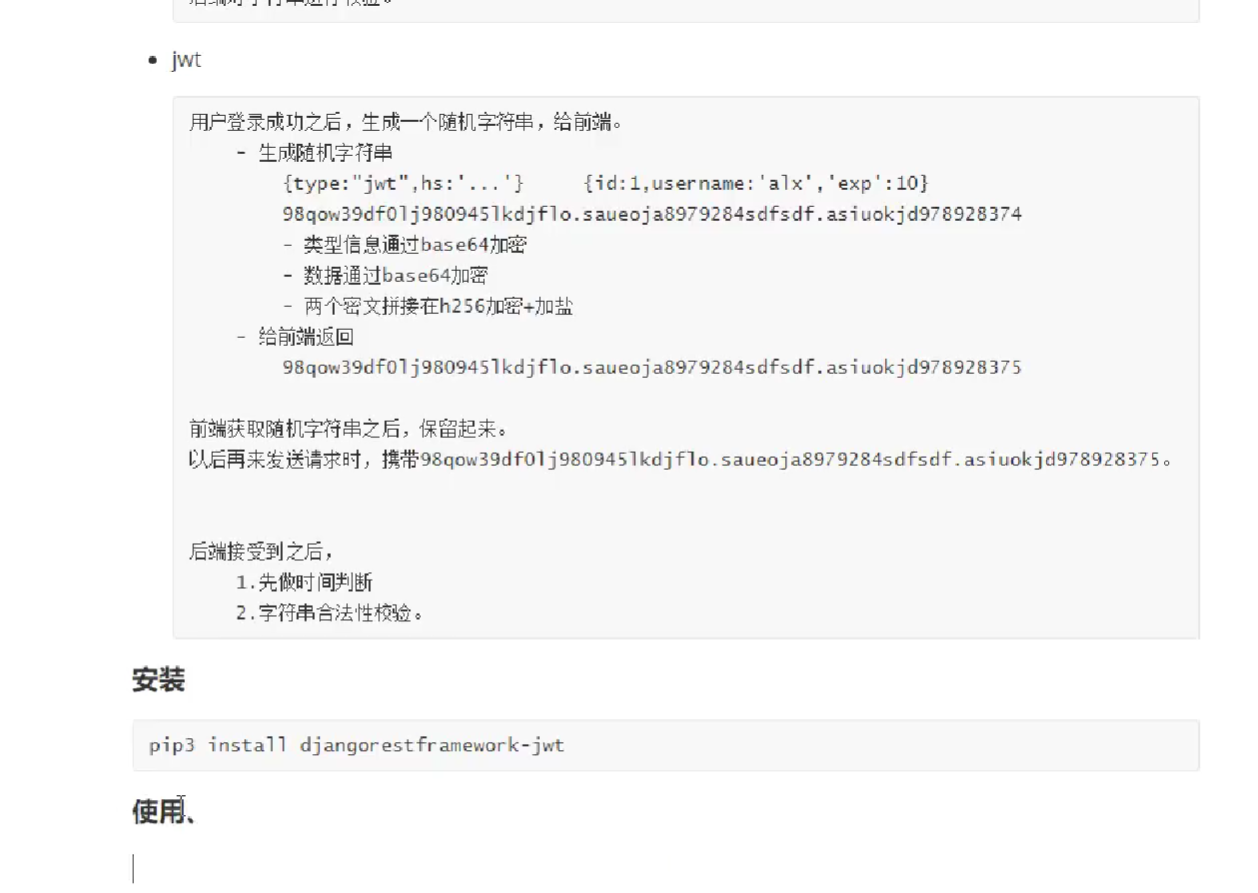 jwt
用户登录成功之后，生成一个随机字符串，给前端。
- 生成随机字符串
{type:"jwt",hs:'...'} {id:1,username:'alx','exp':10}
98qow39df0lj980945lkdjflo.saueoja8979284sdfsdf.asiuokjd978928374
- 类型信息通过base64加密
- 数据通过base64加密
- 两个密文拼接在h256加密+加盐
- 给前端返回
98qow39df0lj980945lkdjflo.saueoja8979284sdfsdf.asiuokjd978928375
前端获取随机字符串之后，保留起来。
以后再来发送请求时，携带98qow39df0lj980945lkdjflo.saueoja8979284sdfsdf.asiuokjd978928375。
后端接受到之后，
1.先做时间判断
2.字符串合法性校验。
安装
pip3 install djangorestframework-jwt
使用、